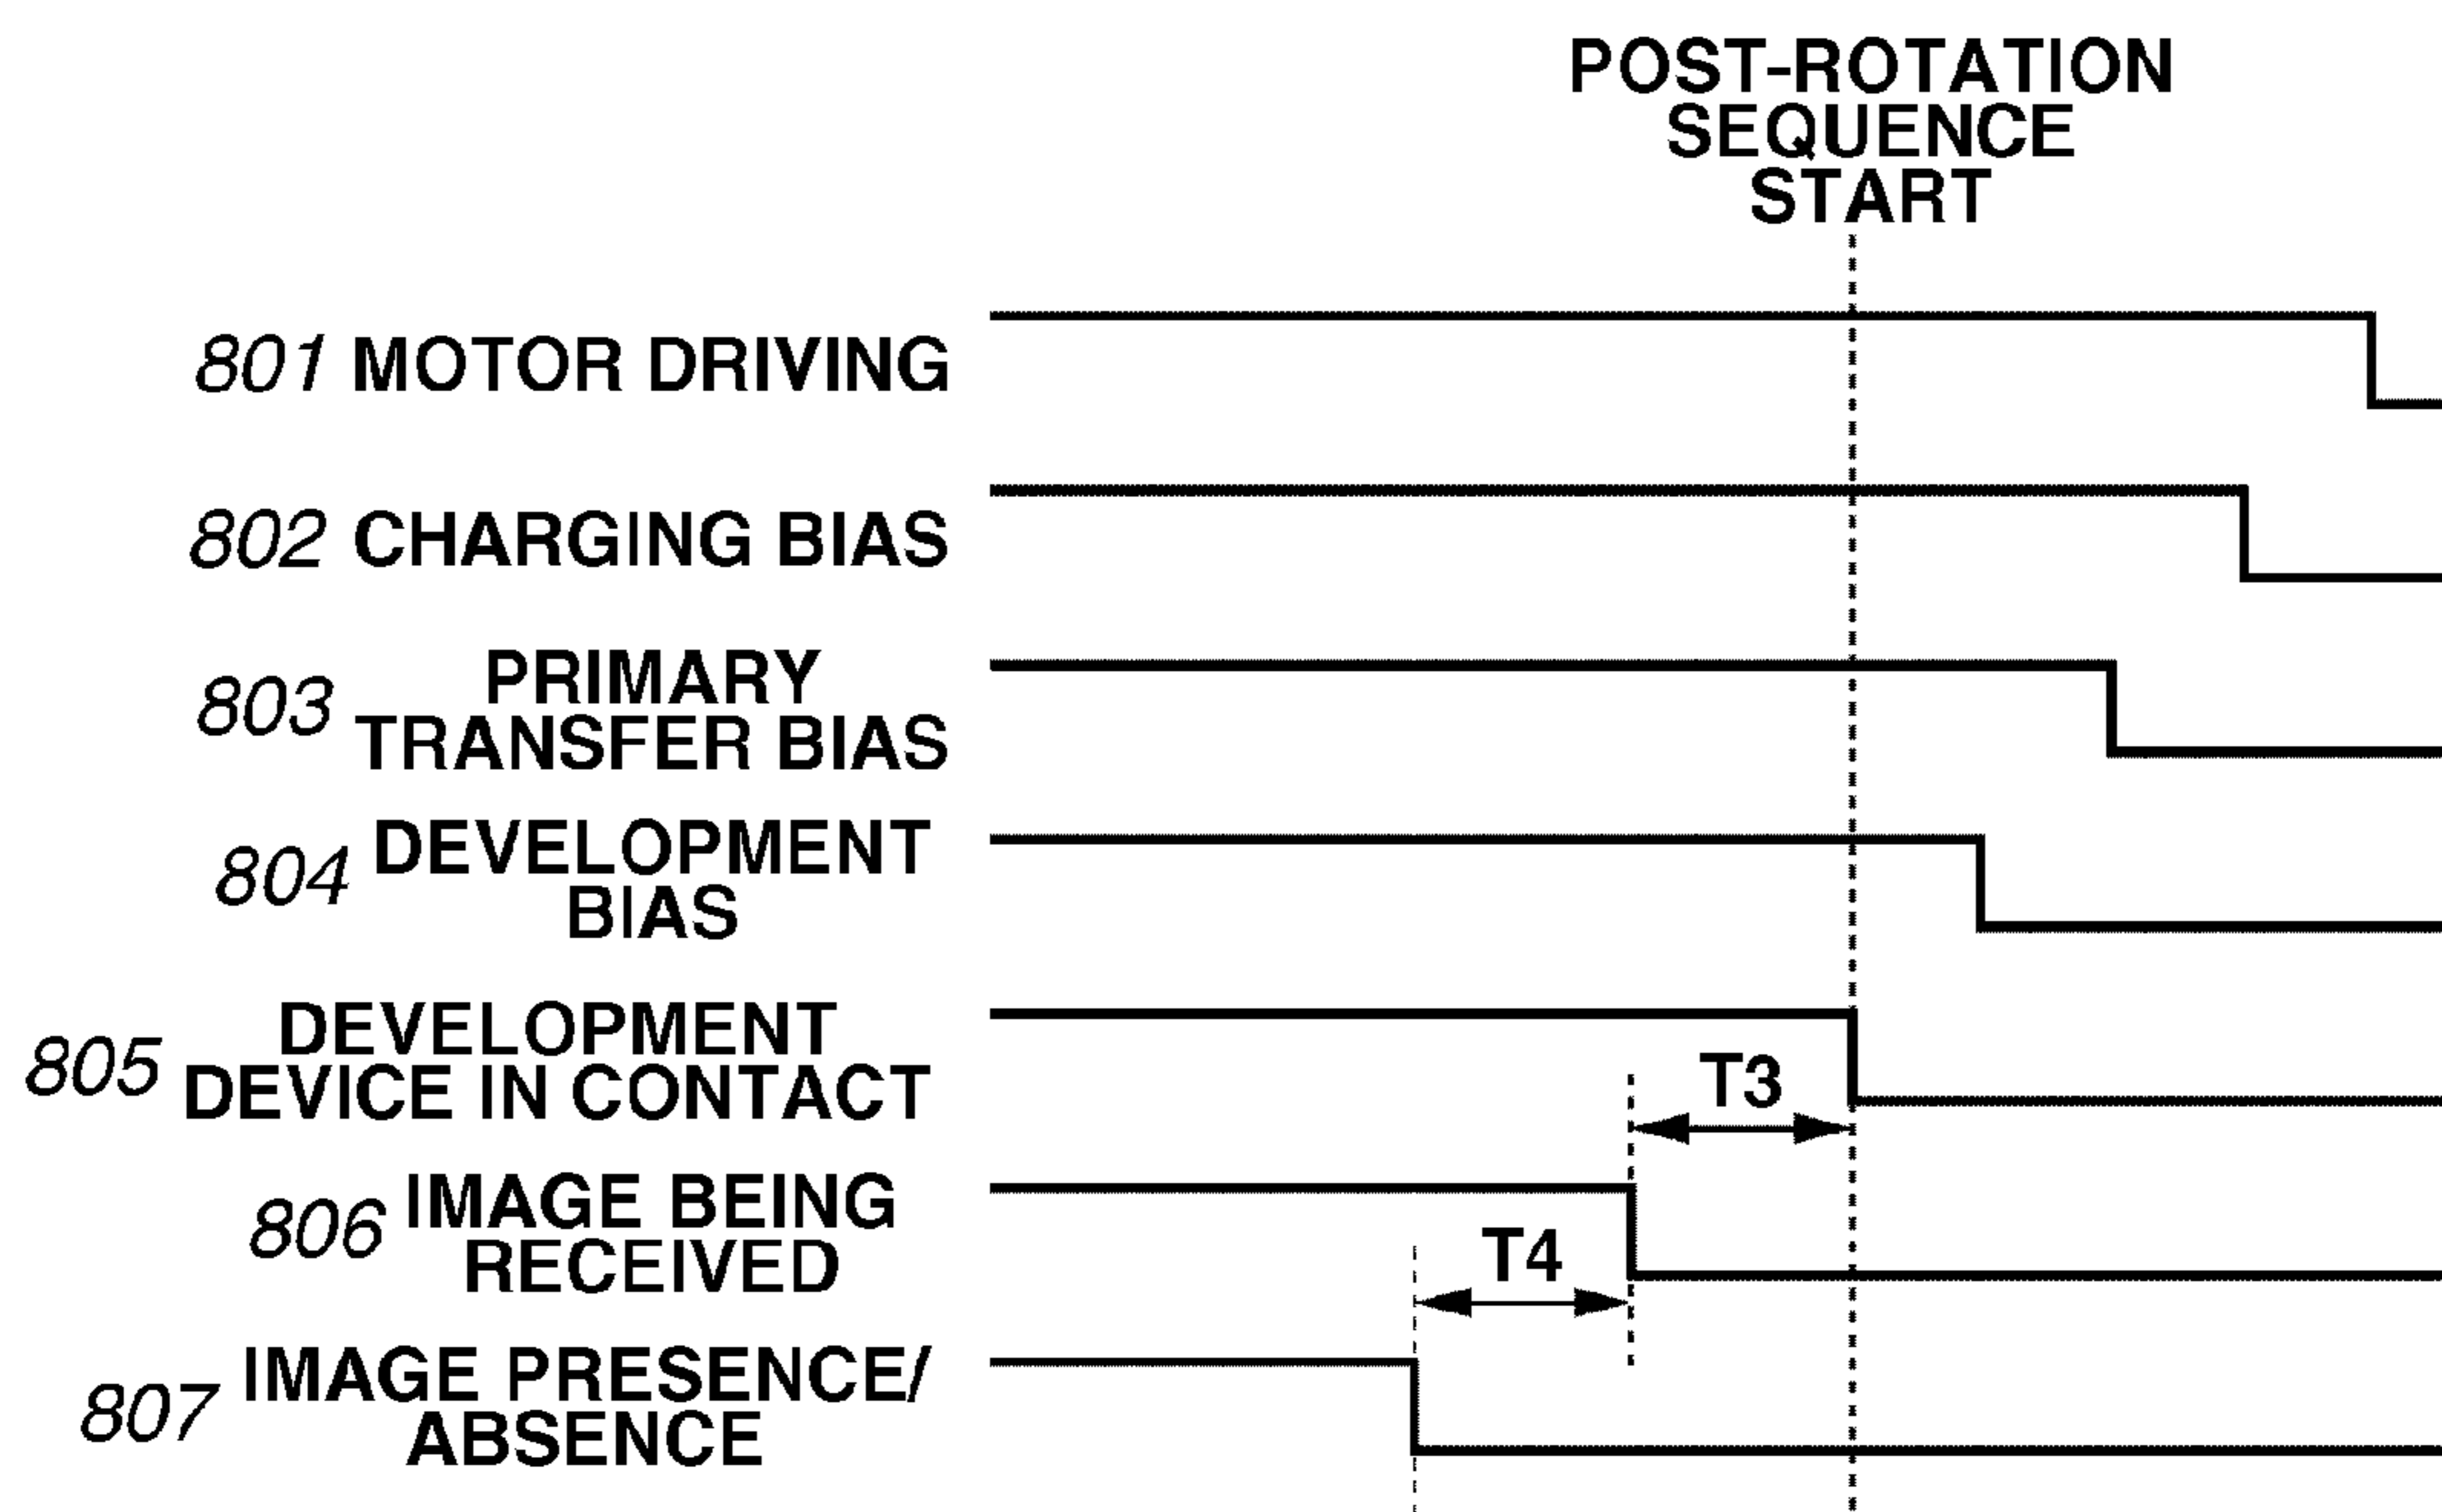 POST-ROTATION
SEQUENCE
START
801 MOTOR DRIVING
802 CHARGING BIAS
803 PRIMARY
TRANSFER BIAS
804 DEVELOPMENT
BIAS
805 DEVELOPMENT
DEVICE IN CONTACT
T3
806 IMAGE BEING
RECEIVED
T4
807 IMAGE PRESENCE/
ABSENCE